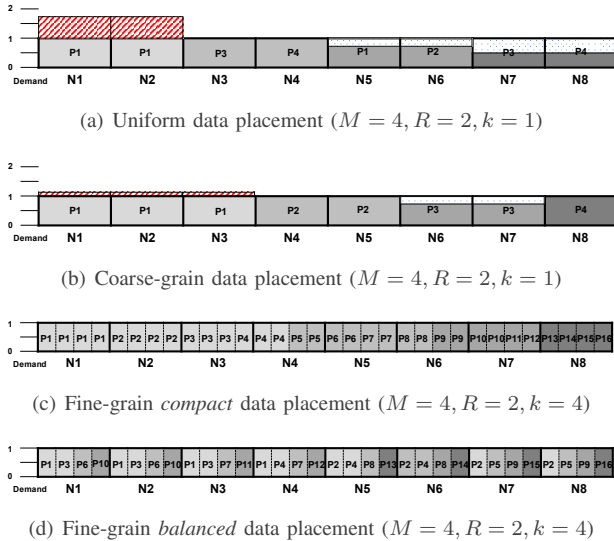 2
1
0
P1 P1 P3 P4 P1 P2 P3 P4
Demand N1 N2 N3 N4 N5 N6 N7 N8
(a) Uniform data placement (M = 4, R = 2, k = 1)
2
1
0
P1 P1 P1 P2 P2 P3 P3 P4
Demand N1 N2 N3 N4 N5 N6 N7 N8
(b) Coarse-grain data placement (M = 4, R = 2, k = 1)
1
P1 P1 P1 P1 P2 P2 P2 P2 P3 P3 P3 P4 P4 P4 P5 P5 P6 P6 P7 P7 P8 P8 P9 P9 P10 P10 P11 P12 P13 P14 P15 P16
0
Demand N1 N2 N3 N4 N5 N6 N7 N8
(c) Fine-grain compact data placement (M = 4, R = 2, k = 4)
1
P1 P3 P6 P10 P1 P3 P6 P10 P1 P3 P7 P11 P1 P4 P7 P12 P2 P4 P8 P13 P2 P4 P8 P14 P2 P5 P9 P15 P2 P5 P9 P16
0
Demand N1 N2 N3 N4 N5 N6 N7 N8
(d) Fine-grain balanced data placement (M = 4, R = 2, k = 4)